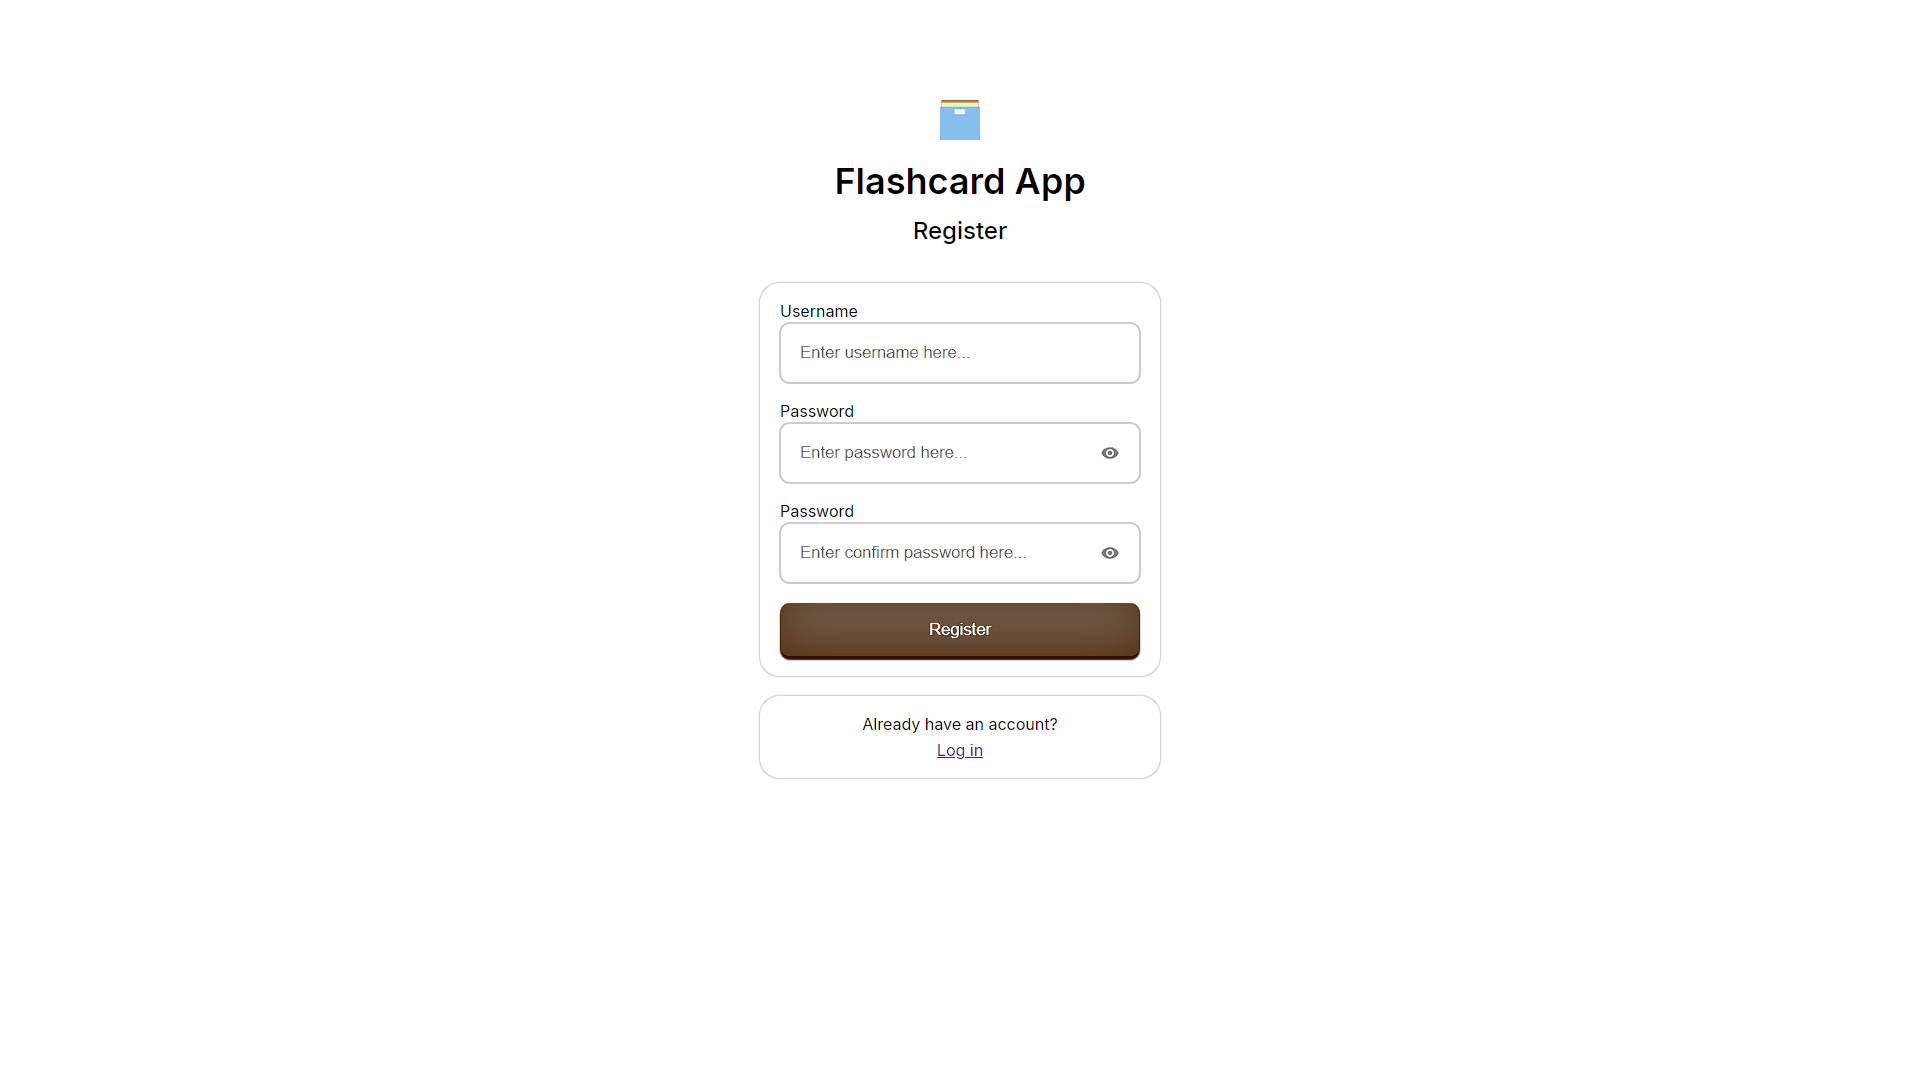 Flashcard App
Register
Username
Enter username here...
Password
Enter password here...
Password
Enter confirm password here...
Register
Already have an account?
Log in